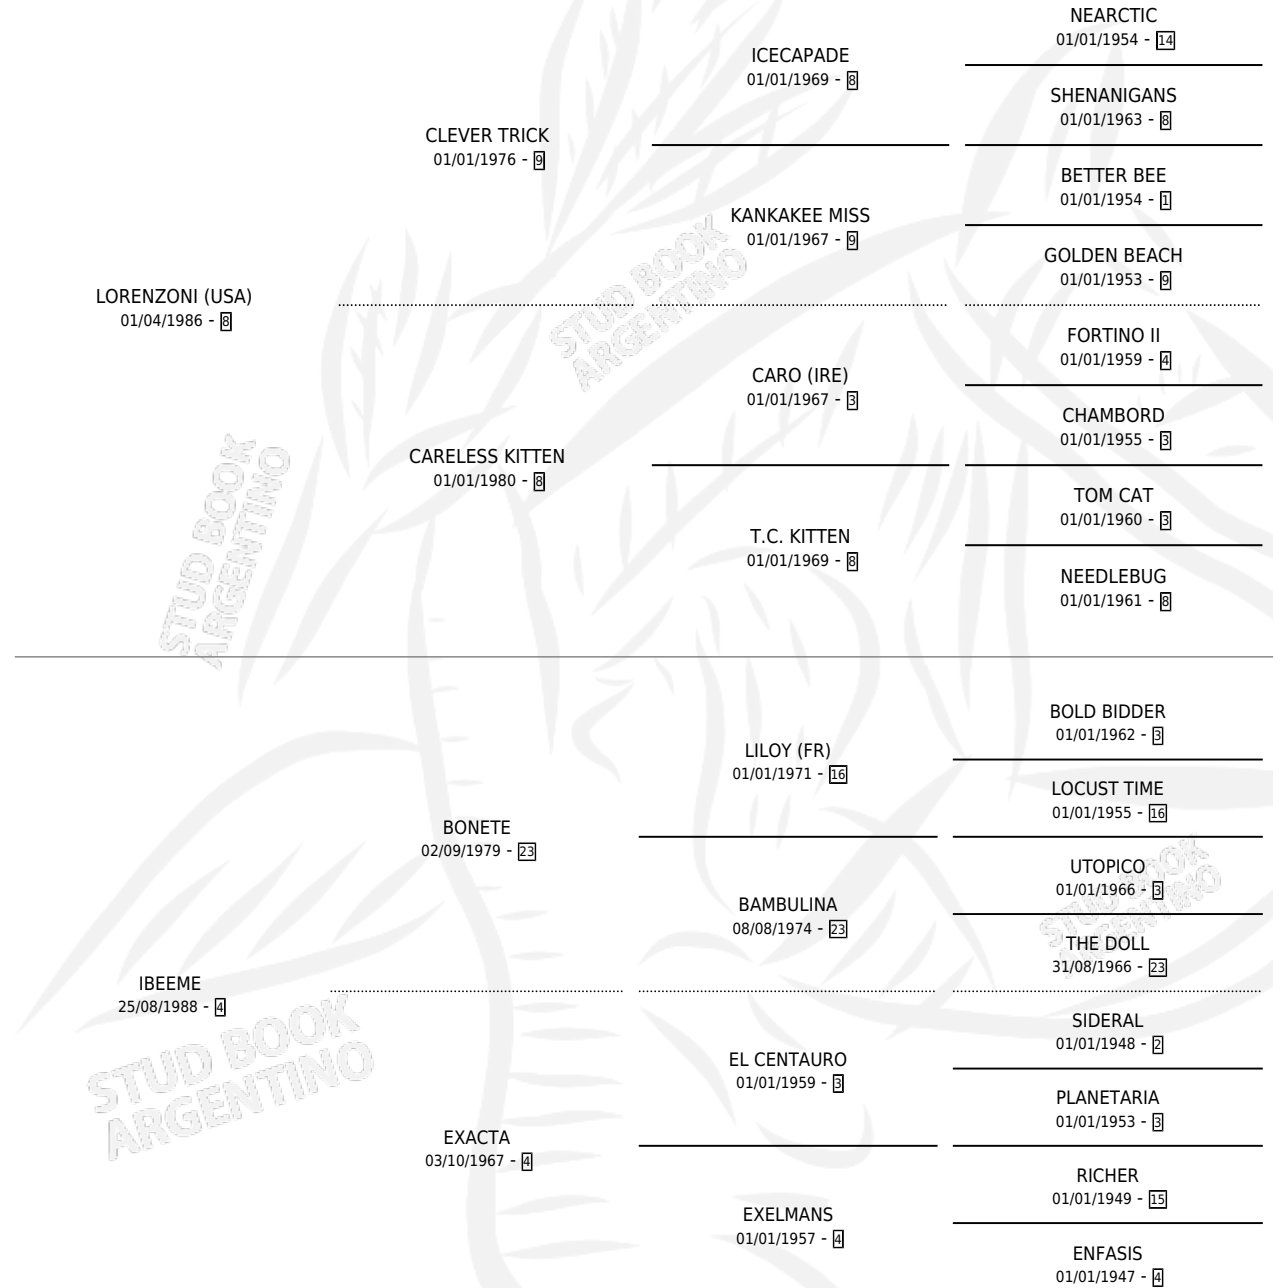 NEARCTIC
01/01/1954 - 14
ICECAPADE
01/01/1969 - 8
SHENANIGANS
01/01/1963 - 8
CLEVER TRICK
01/01/1976 - 9
BETTER BEE
01/01/1954 - 1
KANKAKEE MISS
01/01/1967 - 9
GOLDEN BEACH
01/01/1953 - 9
LORENZONI (USA)
01/04/1986 - 8
FORTINO II
01/01/1959 - 4
CARO (IRE)
01/01/1967 - 3
CHAMBORD
01/01/1955 - 3
CARELESS KITTEN
01/01/1980 - 8
TOM CAT
01/01/1960 - 3
T.C. KITTEN
01/01/1969 - 8
NEEDLEBUG
01/01/1961 - 8
BOLD BIDDER
01/01/1962 - 3
LILOY (FR)
01/01/1971 - 16
LOCUST TIME
01/01/1955 - 16
BONETE
02/09/1979 - 23
UTOPICO
01/01/1966 - 3
BAMBULINA
08/08/1974 - 23
THE DOLL
31/08/1966 - 23
IBEEME
25/08/1988 - 4
SIDERAL
01/01/1948 - 2
EL CENTAURO
01/01/1959 - 3
PLANETARIA
01/01/1953 - 3
EXACTA
03/10/1967 - 4
RICHER
01/01/1949 - 15
EXELMANS
01/01/1957 - 4
ENFASIS
01/01/1947 - 4
STUD BOOK
ARGENTINO
STUD BOOK
ARGENTINO
STUD BOOK
ARGENTINO
STUD BOOK
ARGENTINO